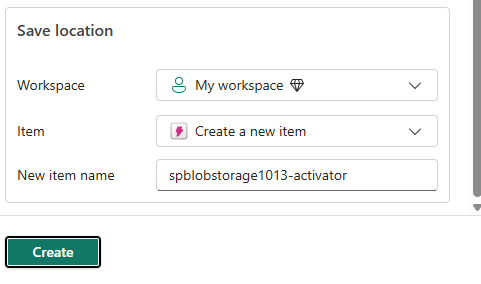 Save location
Workspace
My workspace
Item
Create a new item
New item name
spblobstorage1013-activator
Create